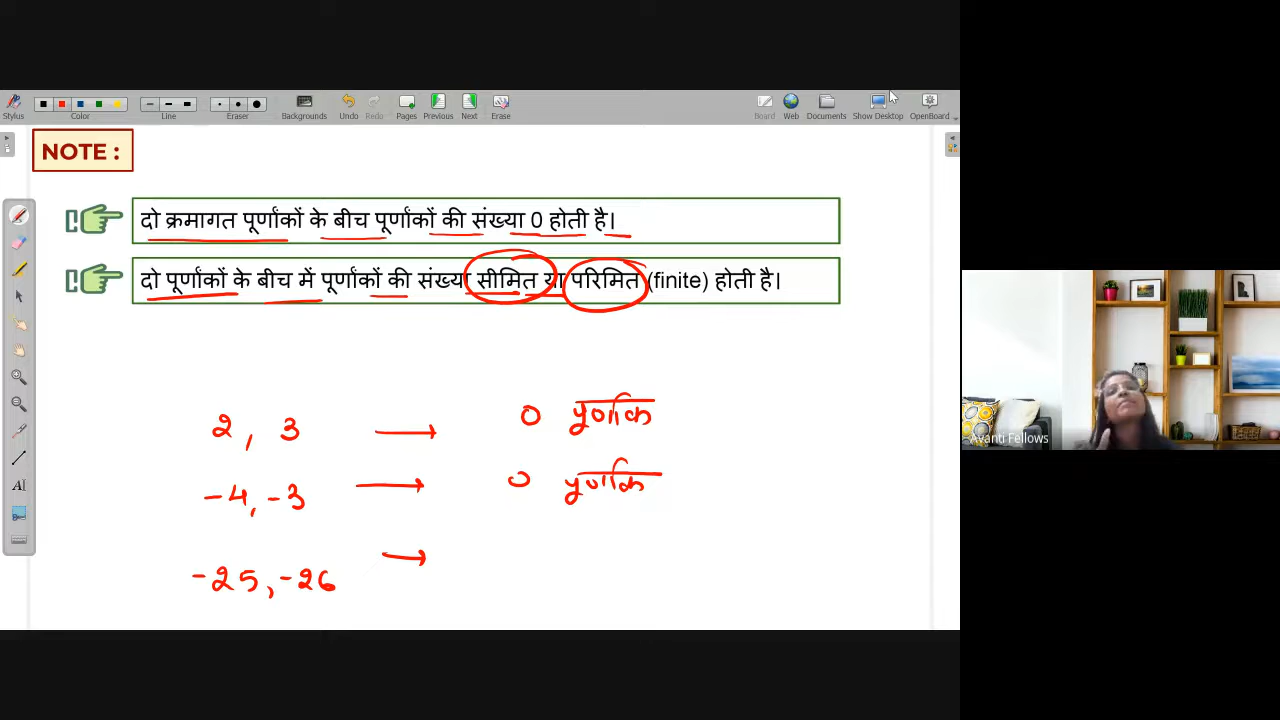 Stylus Color Line Eraser Backgrounds Undo Redo Pages Previous Next Erase Board Web Documents Show Desktop OpenBoard
NOTE :
दो क्रमागत पूर्णांकों के बीच पूर्णांकों की संख्या 0 होती है।
दो पूर्णांकों के बीच में पूर्णांकों की संख्या सीमित या परिमित (finite) होती है।
2, 3 → 0 पूर्णांक
-4, -3 → 0 पूर्णांक
-25, -26 →
Avanti Fellows